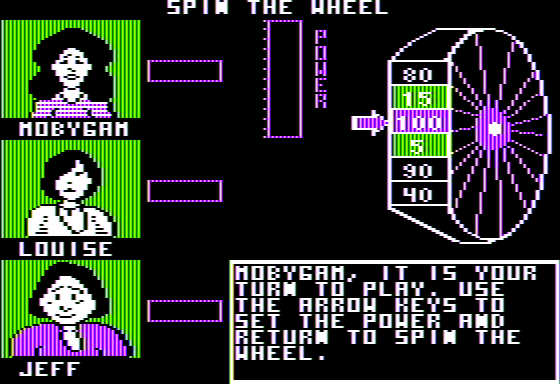 SPIN THE WHEEL
POWER
80
15
100
5
90
40
MOBYGAM
LOUISE
JEFF
MOBYGAM, IT IS YOUR
TURN TO PLAY. USE
THE ARROW KEYS TO
SET THE POWER AND
RETURN TO SPIN THE
WHEEL.